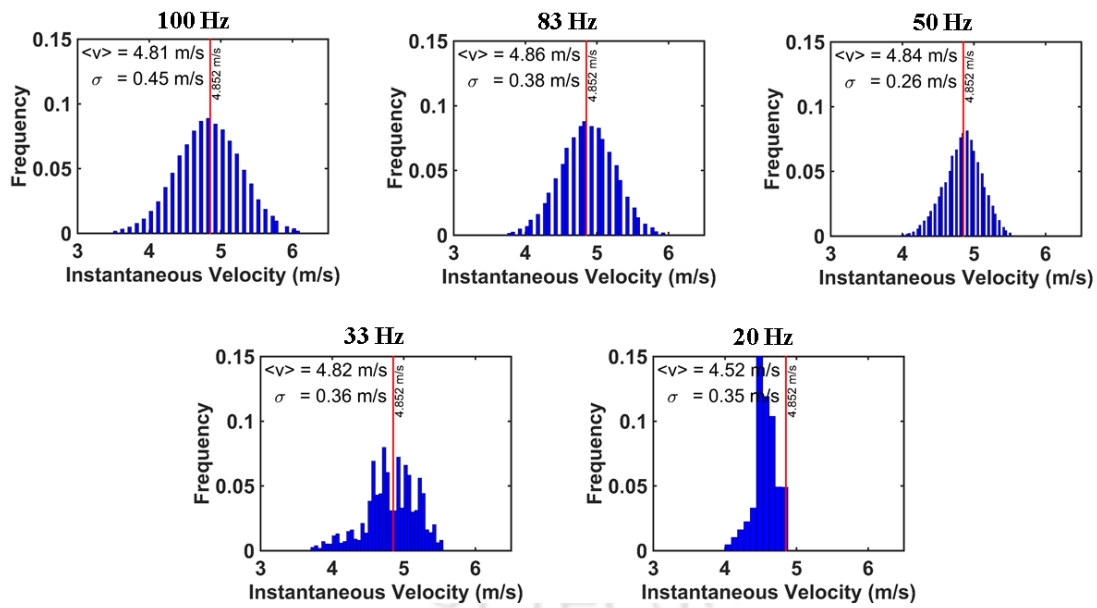 100 Hz
0.15
0.1
0.05
0
Frequency
<v> = 4.81 m/s
σ = 0.45 m/s
4.852 m/s
3 4 5 6
Instantaneous Velocity (m/s)
83 Hz
0.15
0.1
0.05
0
Frequency
<v> = 4.86 m/s
σ = 0.38 m/s
4.852 m/s
3 4 5 6
Instantaneous Velocity (m/s)
50 Hz
0.15
0.1
0.05
0
Frequency
<v> = 4.84 m/s
σ = 0.26 m/s
4.852 m/s
3 4 5 6
Instantaneous Velocity (m/s)
33 Hz
0.15
0.1
0.05
0
Frequency
<v> = 4.82 m/s
σ = 0.36 m/s
4.852 m/s
3 4 5 6
Instantaneous Velocity (m/s)
20 Hz
0.15
0.1
0.05
0
Frequency
<v> = 4.52 m/s
σ = 0.35 m/s
4.852 m/s
3 4 5 6
Instantaneous Velocity (m/s)